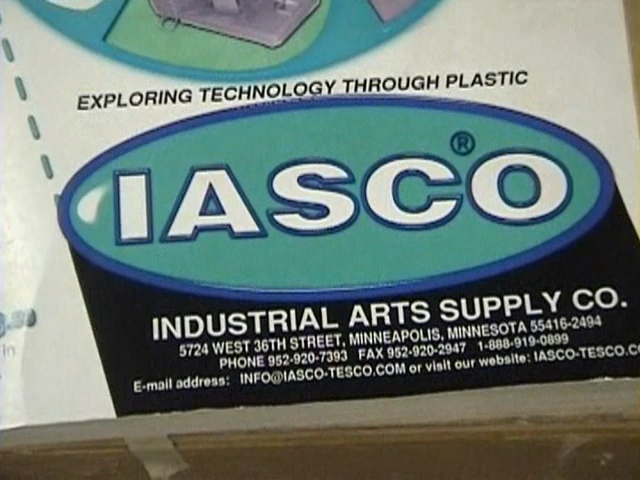 EXPLORING TECHNOLOGY THROUGH PLASTIC
IASCO®
INDUSTRIAL ARTS SUPPLY CO.
5724 WEST 36TH STREET, MINNEAPOLIS, MINNESOTA 55416-2494
PHONE 952-920-7393 FAX 952-920-2947 1-888-919-0899
E-mail address: INFO@IASCO-TESCO.COM or visit our website: IASCO-TESCO.CO
in